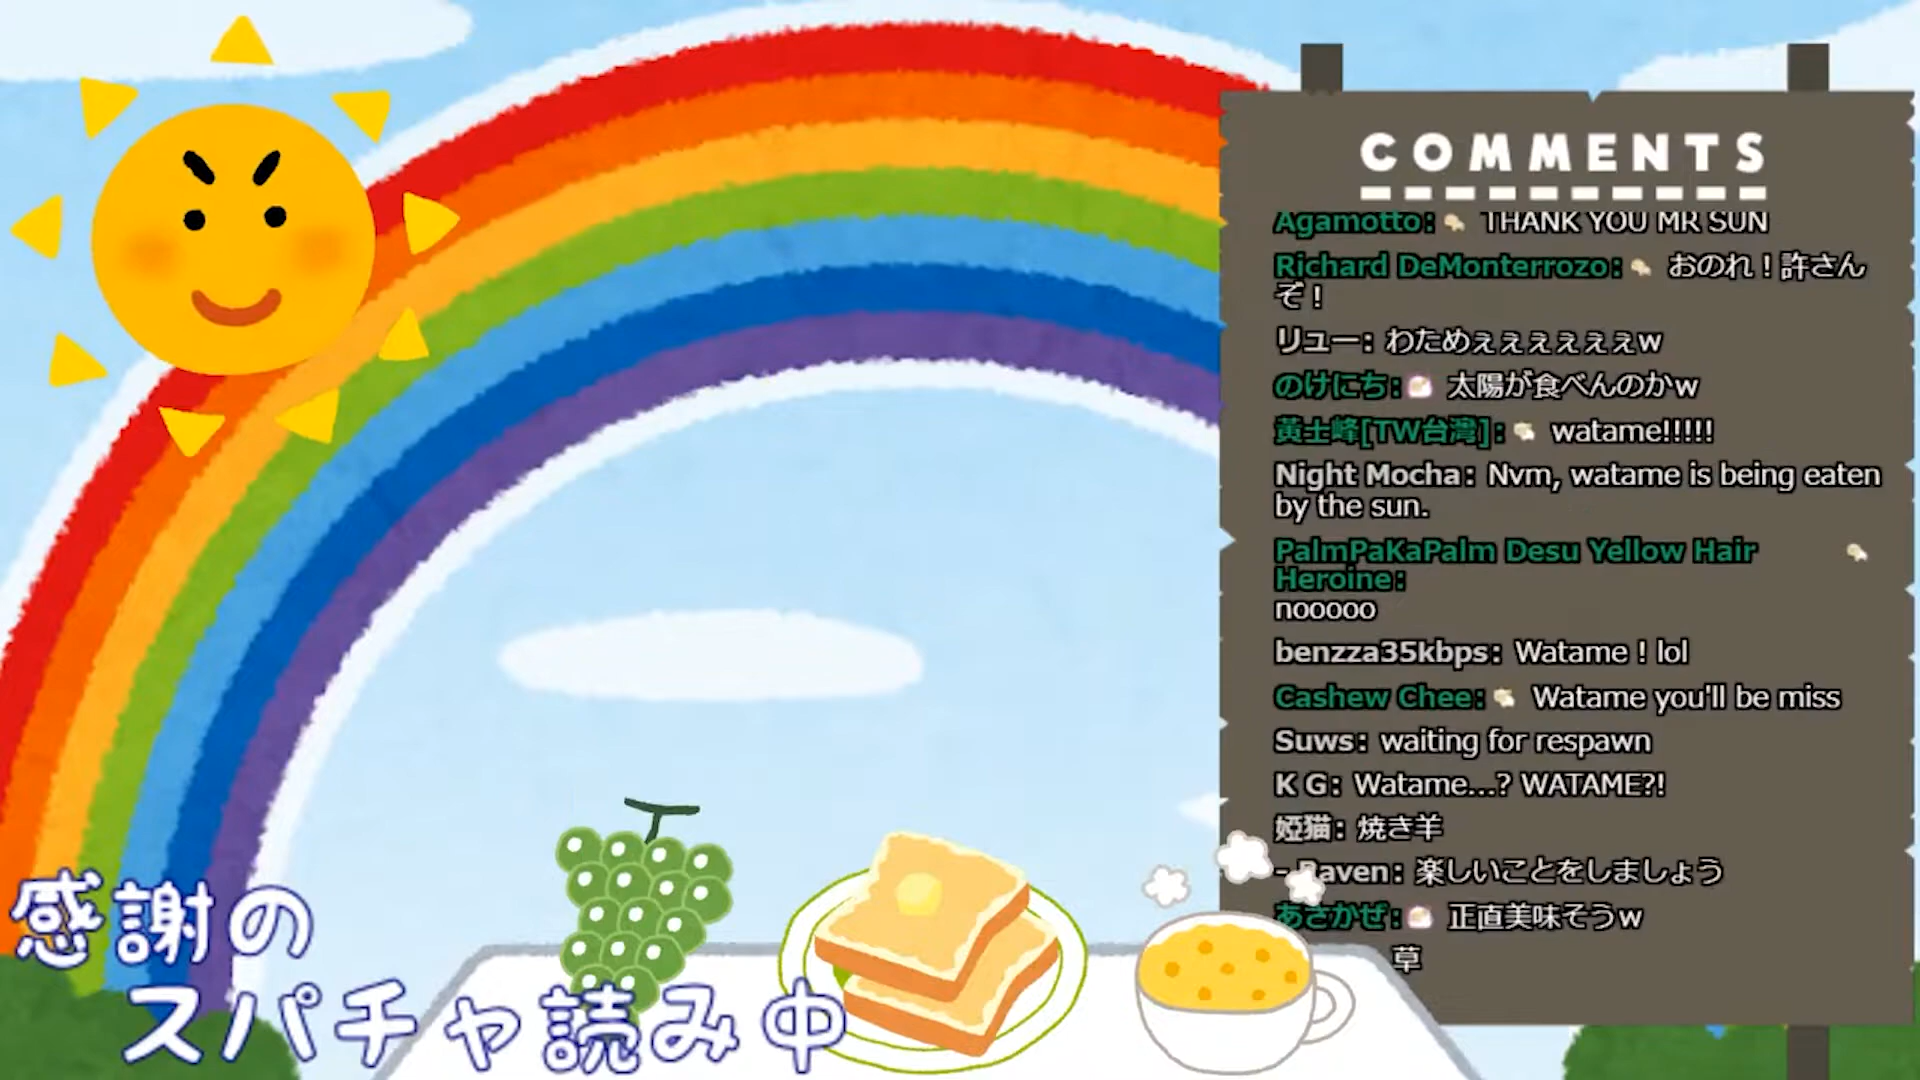 COMMENTS
Agamotto: THANK YOU MR SUN
Richard DeMonterrozo: おのれ！許さん
ぞ！
リュー: わためぇぇぇぇぇぇw
のけにち: 太陽が食べんのかw
黄士峰[TW台灣]: watame!!!!!
Night Mocha: Nvm, watame is being eaten
by the sun.
PalmPaKaPalm Desu Yellow Hair
Heroine:
nooooo
benzza35kbps: Watame ! lol
Cashew Chee: Watame you'll be miss
Suws: waiting for respawn
K G: Watame...? WATAME?!
婭猫: 焼き羊
- Raven: 楽しいことをしましょう
あさかぜ: 正直美味そうw
草
感謝の
スパチャ読み中